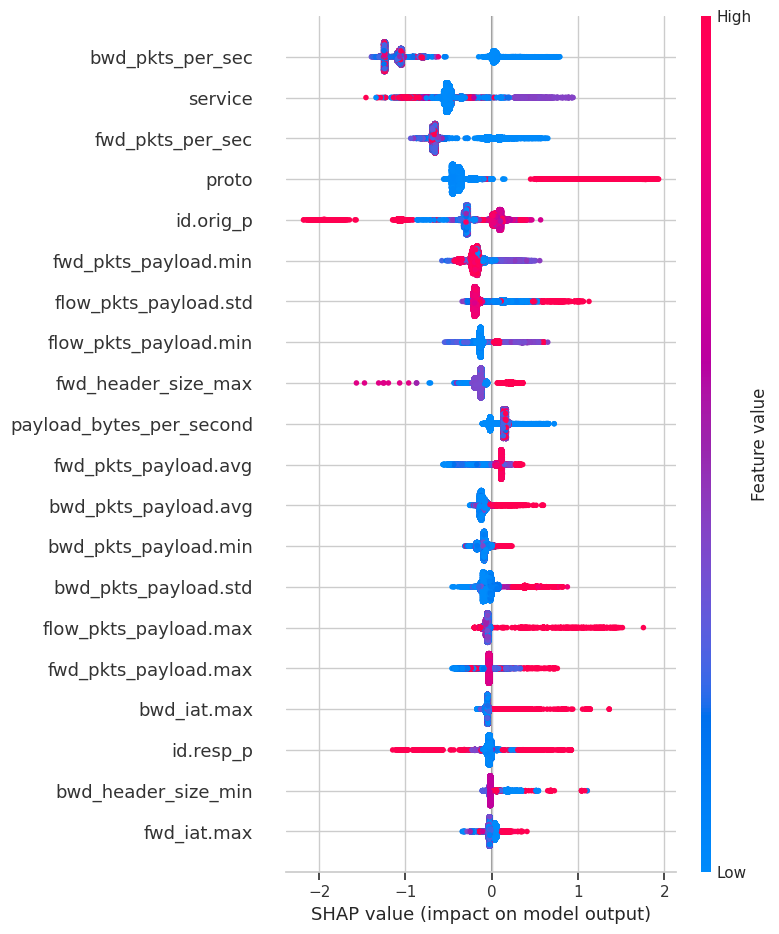 High
bwd_pkts_per_sec
service
fwd_pkts_per_sec
proto
id.orig_p
fwd_pkts_payload.min
flow_pkts_payload.std
flow_pkts_payload.min
fwd_header_size_max
payload_bytes_per_second
fwd_pkts_payload.avg
bwd_pkts_payload.avg
bwd_pkts_payload.min
bwd_pkts_payload.std
flow_pkts_payload.max
fwd_pkts_payload.max
bwd_iat.max
id.resp_p
bwd_header_size_min
fwd_iat.max
Feature value
Low
−2 −1 0 1 2
SHAP value (impact on model output)